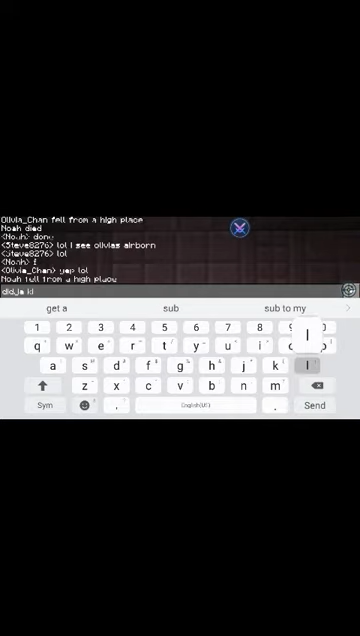 Olivia_Chan fell from a high place
Noah died
<Noah> done
<Steve8276> lol i see olivias airborn
<Steve8276> lol
<Noah> f
<Olivia_Chan> yep lol
Noah fell from a high place
get a sub sub to my
1 2 3 4 5 6 7 8 9
q w e r t y u i o p
a s d f g h j k l
l
z x c v b n m
Sym , English(UK) . Send